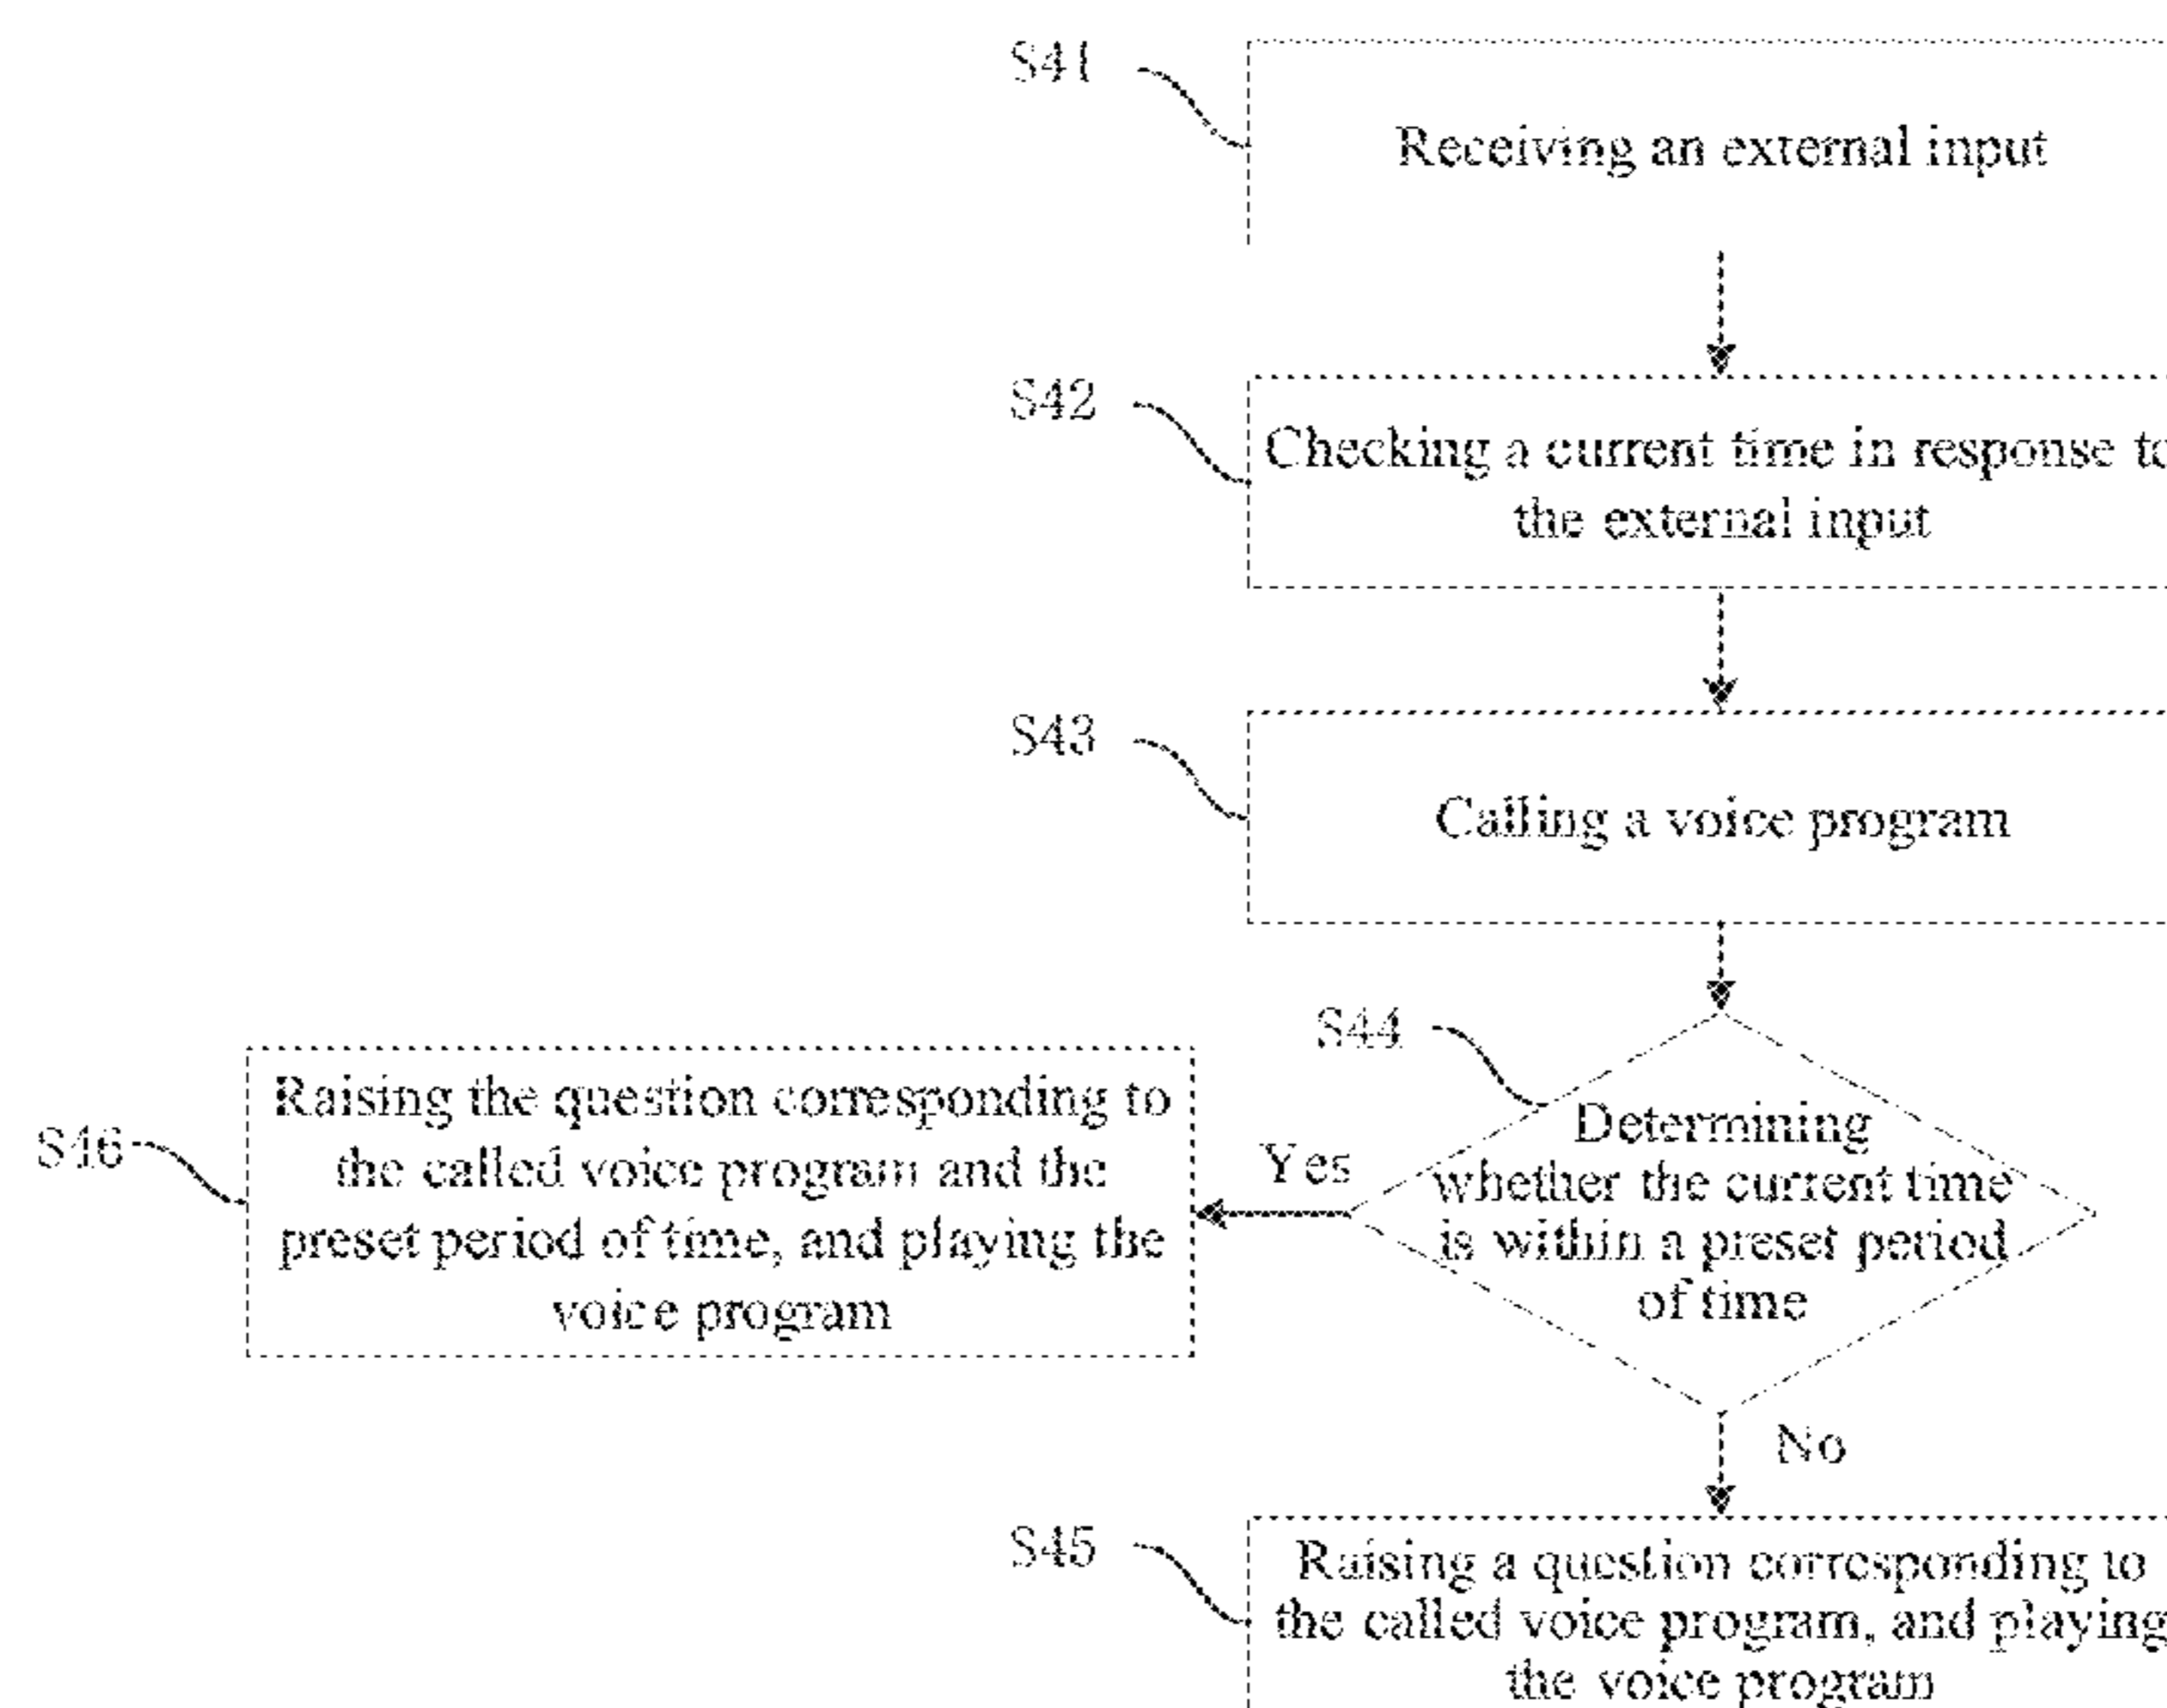 S41
Receiving an external input
S42
Checking a current time in response to
the external input
S43
Calling a voice program
S44
Determining
whether the current time
is within a preset period
of time
Yes
S46
Raising the question corresponding to
the called voice program and the
preset period of time, and playing the
voice program
No
S45
Raising a question corresponding to
the called voice program, and playing
the voice program